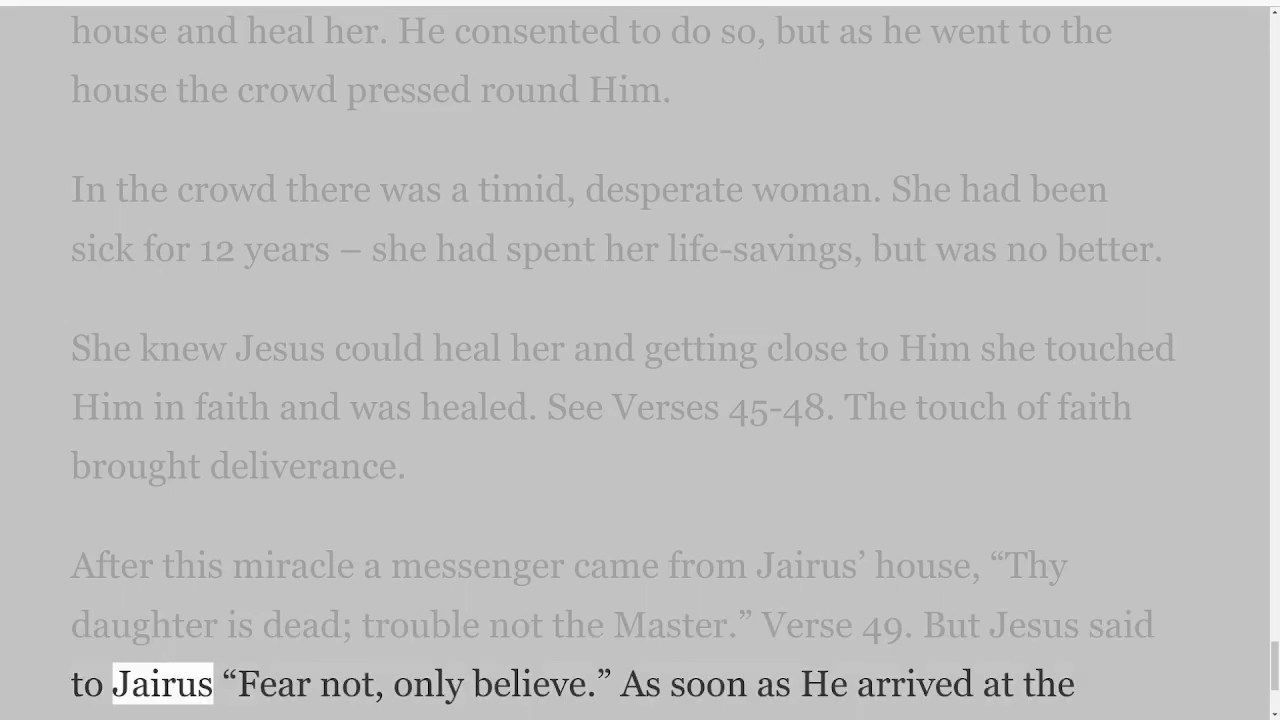 house and heal her. He consented to do so, but as he went to the
house the crowd pressed round Him.
In the crowd there was a timid, desperate woman. She had been
sick for 12 years – she had spent her life-savings, but was no better.
She knew Jesus could heal her and getting close to Him she touched
Him in faith and was healed. See Verses 45-48. The touch of faith
brought deliverance.
After this miracle a messenger came from Jairus’ house, “Thy
daughter is dead; trouble not the Master.” Verse 49. But Jesus said
to Jairus “Fear not, only believe.” As soon as He arrived at the